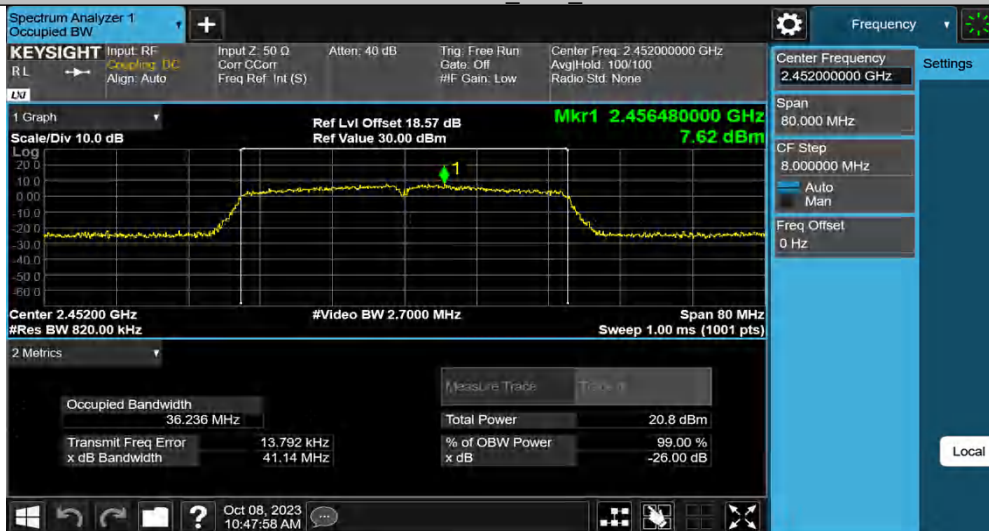 Spectrum Analyzer 1
Occupied BW
Frequency
KEYSIGHT
RL
LXI
Input: RF
Coupling: DC
Align: Auto
Input Z: 50 Ω
Corr CCorr
Freq Ref: Int (S)
Atten: 40 dB
Trig: Free Run
Gate: Off
#IF Gain: Low
Center Freq: 2.452000000 GHz
Avg|Hold: 100/100
Radio Std: None
Center Frequency
2.452000000 GHz
Settings
Span
80.000 MHz
CF Step
8.000000 MHz
Auto
Man
Freq Offset
0 Hz
Local
1 Graph
Scale/Div 10.0 dB
Ref Lvl Offset 18.57 dB
Ref Value 30.00 dBm
Mkr1 2.456480000 GHz
7.62 dBm
Log
20.0
10.0
0.00
-10.0
-20.0
-30.0
-40.0
-50.0
-60.0
1
Center 2.45200 GHz
#Res BW 820.00 kHz
#Video BW 2.7000 MHz
Span 80 MHz
Sweep 1.00 ms (1001 pts)
2 Metrics
Measure Trace
Occupied Bandwidth
36.236 MHz
Total Power 20.8 dBm
Transmit Freq Error 13.792 kHz
% of OBW Power 99.00 %
x dB Bandwidth 41.14 MHz
x dB -26.00 dB
Oct 08, 2023
10:47:58 AM